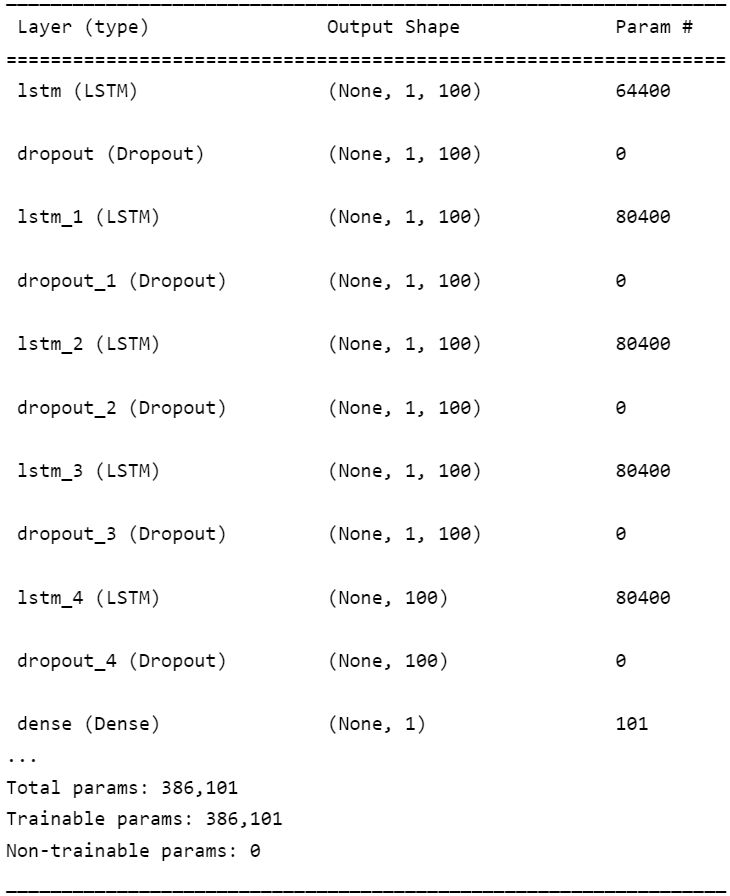 Layer (type) Output Shape Param #
lstm (LSTM) (None, 1, 100) 64400
dropout (Dropout) (None, 1, 100) 0
lstm_1 (LSTM) (None, 1, 100) 80400
dropout_1 (Dropout) (None, 1, 100) 0
lstm_2 (LSTM) (None, 1, 100) 80400
dropout_2 (Dropout) (None, 1, 100) 0
lstm_3 (LSTM) (None, 1, 100) 80400
dropout_3 (Dropout) (None, 1, 100) 0
lstm_4 (LSTM) (None, 100) 80400
dropout_4 (Dropout) (None, 100) 0
dense (Dense) (None, 1) 101
...
Total params: 386,101
Trainable params: 386,101
Non-trainable params: 0